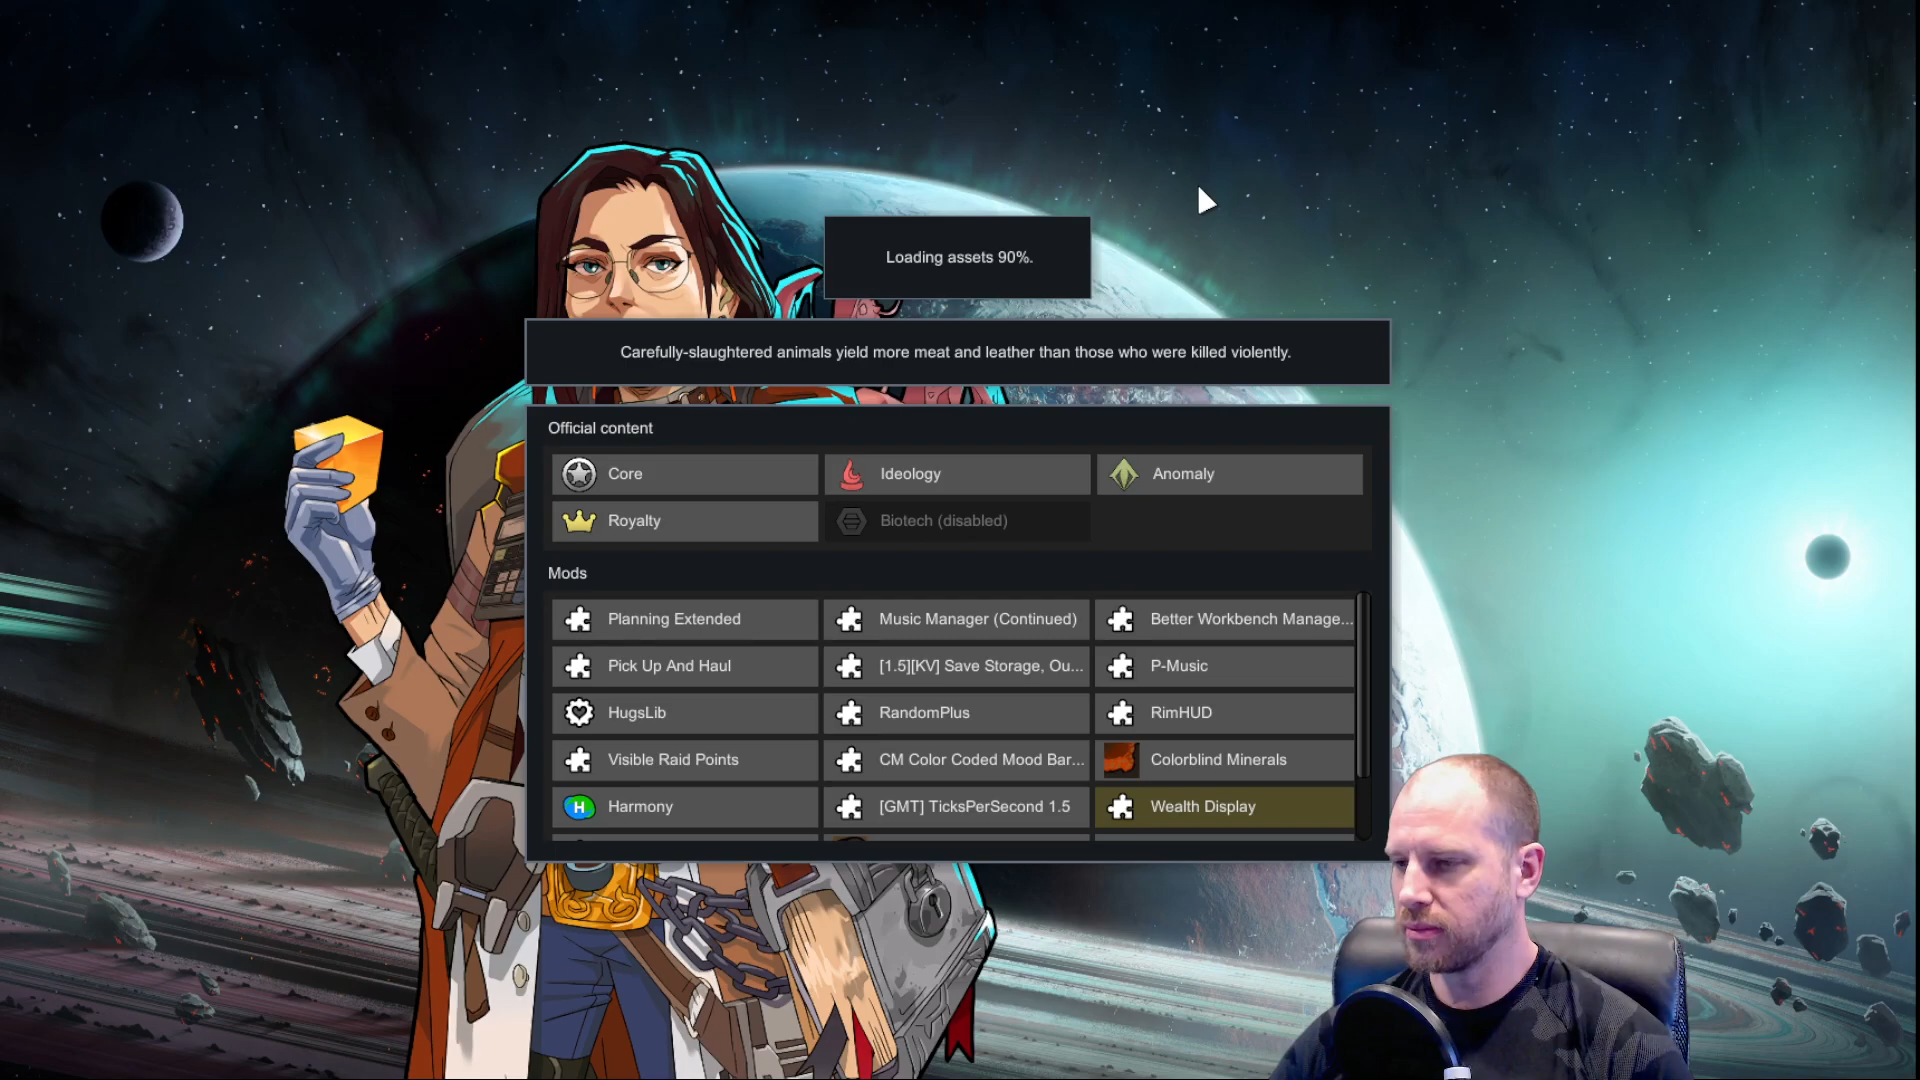 Loading assets 90%.
Carefully-slaughtered animals yield more meat and leather than those who were killed violently.
Official content
Core
Ideology
Anomaly
Royalty
Biotech (disabled)
Mods
Planning Extended
Music Manager (Continued)
Better Workbench Manage...
Pick Up And Haul
[1.5][KV] Save Storage, Ou...
P-Music
HugsLib
RandomPlus
RimHUD
Visible Raid Points
CM Color Coded Mood Bar...
Colorblind Minerals
H
Harmony
[GMT] TicksPerSecond 1.5
Wealth Display